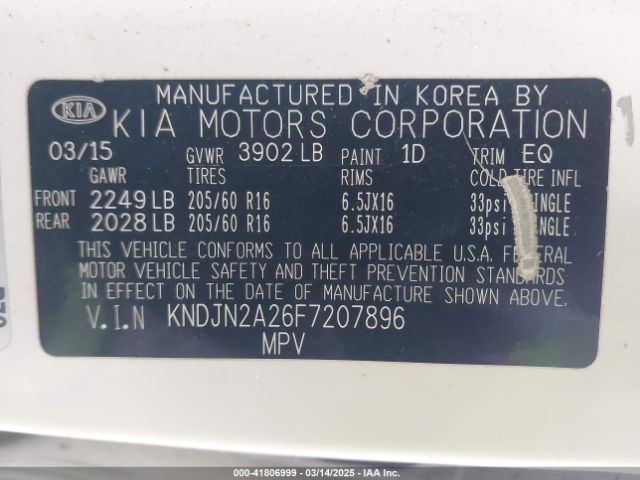 MANUFACTURED IN KOREA BY
KIA KIA MOTORS CORPORATION
03/15 GVWR 3902 LB PAINT 1D TRIM EQ
GAWR TIRES RIMS COLD TIRE INFL
FRONT 2249 LB 205/60 R16 6.5JX16 33psi
REAR 2028 LB 205/60 R16 6.5JX16 33psi
THIS VEHICLE CONFORMS TO ALL APPLICABLE U.S.A. FEDERAL
MOTOR VEHICLE SAFETY AND THEFT PREVENTION STANDARDS
IN EFFECT ON THE DATE OF MANUFACTURE SHOWN ABOVE.
V.I.N KNDJN2A26F7207896
MPV
000-41806999 - 03/14/2025 - IAA Inc.